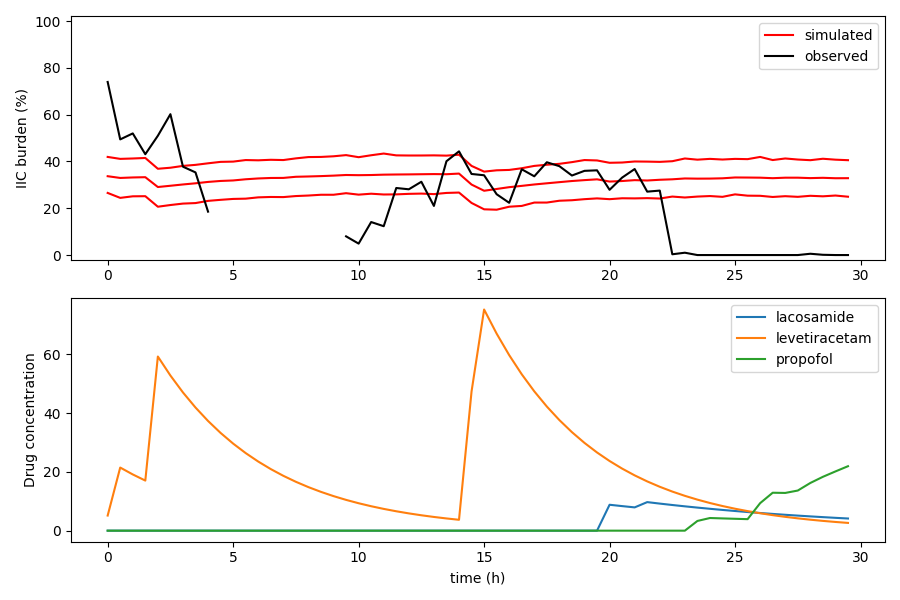 100
80
60
40
20
0
IIC burden (%)
simulated
observed
0 5 10 15 20 25 30
60
40
20
0
Drug concentration
lacosamide
levetiracetam
propofol
0 5 10 15 20 25 30
time (h)